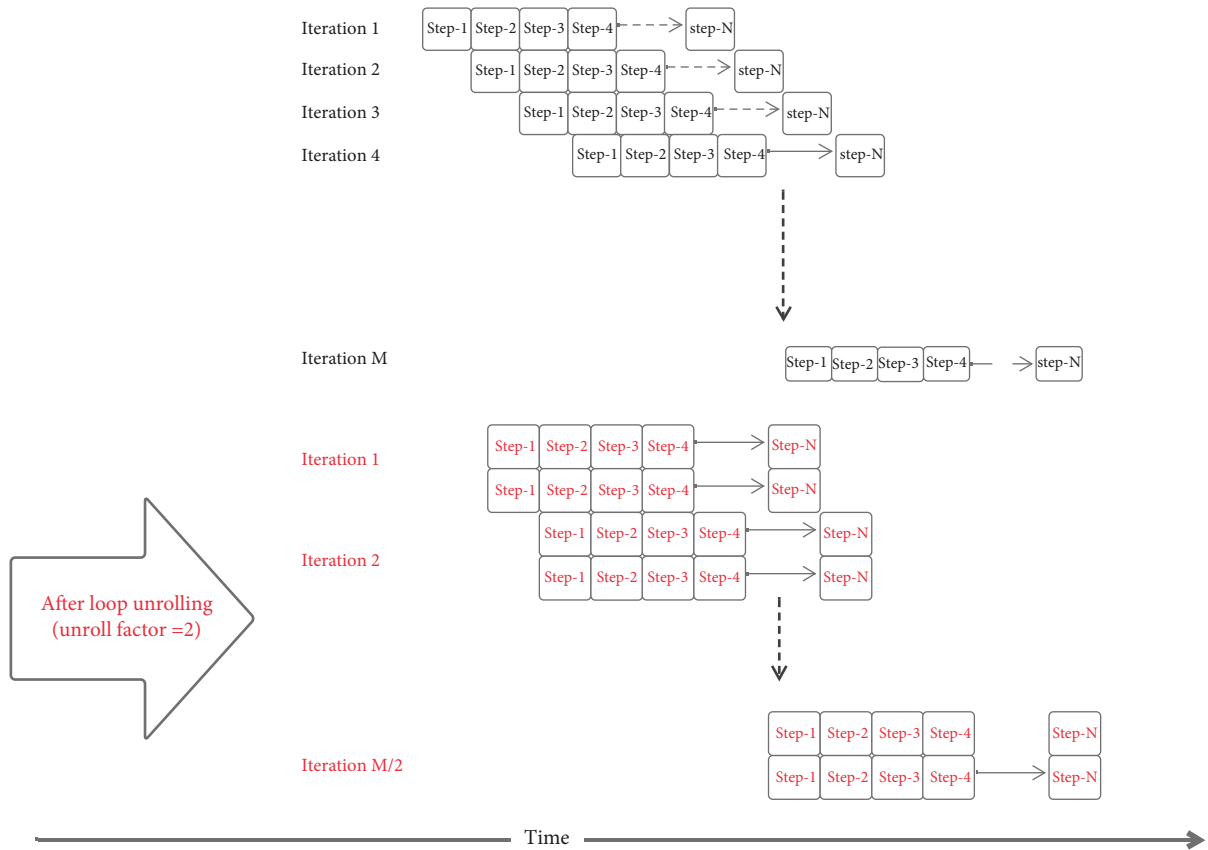 Iteration 1 Step-1 Step-2 Step-3 Step-4 step-N
Iteration 2 Step-1 Step-2 Step-3 Step-4 step-N
Iteration 3 Step-1 Step-2 Step-3 Step-4 step-N
Iteration 4 Step-1 Step-2 Step-3 Step-4 step-N
Iteration M Step-1 Step-2 Step-3 Step-4 step-N
Step-1 Step-2 Step-3 Step-4 Step-N
Iteration 1
Step-1 Step-2 Step-3 Step-4 Step-N
Step-1 Step-2 Step-3 Step-4 Step-N
Iteration 2
Step-1 Step-2 Step-3 Step-4 Step-N
After loop unrolling
(unroll factor =2)
Step-1 Step-2 Step-3 Step-4 Step-N
Iteration M/2
Step-1 Step-2 Step-3 Step-4 Step-N
Time